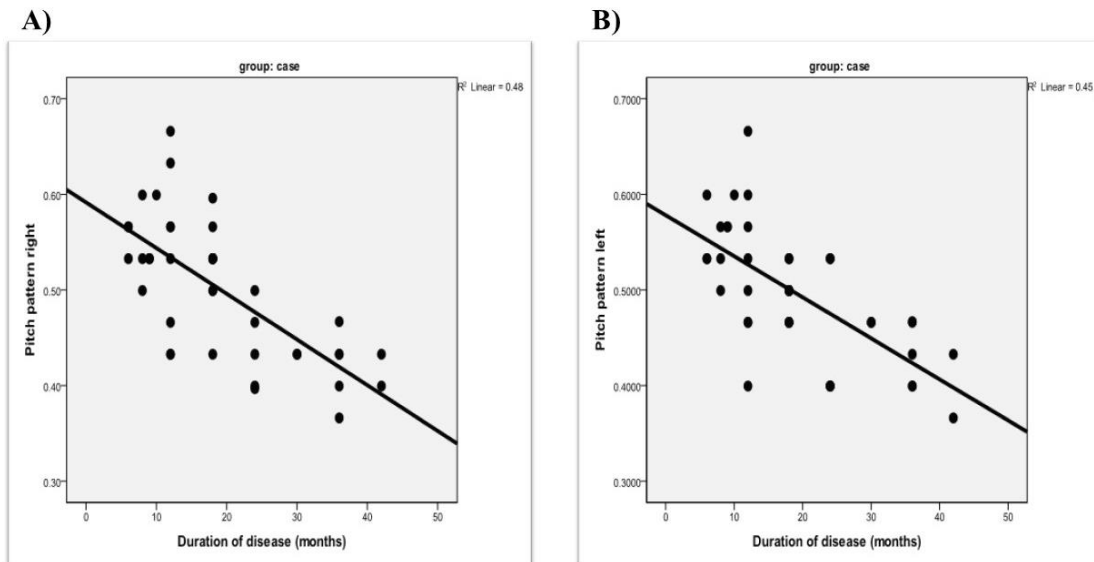 A)
group: case
R² Linear = 0.48
Pitch pattern right
0.70
0.60
0.50
0.40
0.30
0
10
20
30
40
50
Duration of disease (months)
B)
group: case
R² Linear = 0.45
Pitch pattern left
0.7000
0.6000
0.5000
0.4000
0.3000
0
10
20
30
40
50
Duration of disease (months)